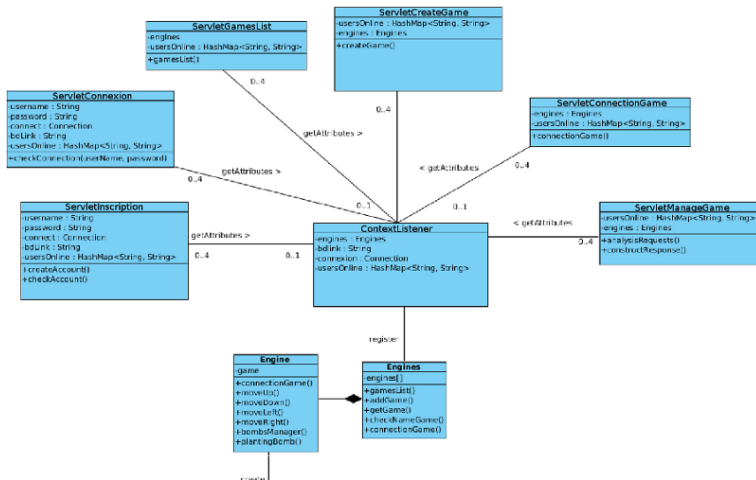 ServletGamesList
-engines
-usersOnline : HashMap<String, String>
+gamesList()
ServletCreateGame
-usersOnline : HashMap<String, String>
-engines : Engines
+createGame()
ServletConnexion
-username : String
-password : String
-connect : Connection
-bdLink : String
-usersOnline : HashMap<String, String>
+checkConnection(userName, password)
ServletConnectionGame
-engines : Engines
-usersOnline : HashMap<String, String>
+connectionGame()
0..4
0..4
getAttributes >
getAttributes >
0..4
< getAttributes
0..4
0..1
0..1
ServletInscription
-username : String
-password : String
-connect : Connection
-bdLink : String
-usersOnline : HashMap<String, String>
+createAccount()
+checkAccount()
getAttributes >
0..4
0..1
ContextListener
-engines : Engines
-bdlink : String
-connexion : Connection
-usersOnline : HashMap<String, String>
< getAttributes
0..4
ServletManageGame
-usersOnline : HashMap<String, String>
-engines : Engines
+analysisRequests()
+constructResponse()
register
Engine
-game
+connectionGame()
+moveUp()
+moveDown()
+moveLeft()
+moveRight()
+bombsManager()
+plantingBomb()
Engines
-engines[]
+gamesList()
+addGame()
+getGame()
+checkNameGame()
+connectionGame()